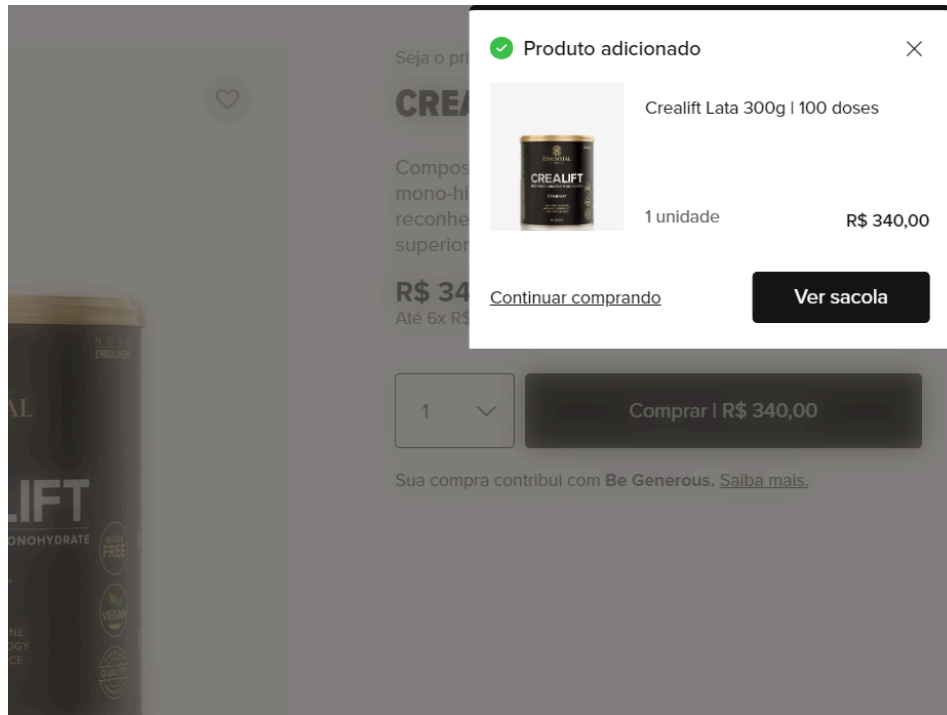 Seja o pri
Produto adicionado
CREA
Crealift Lata 300g | 100 doses
ESSENTIAL
CREALIFT
1 unidade
R$ 340,00
Compos
mono-hi
reconhe
superior
R$ 34
Até 6x R$
Continuar comprando
Ver sacola
1
Comprar | R$ 340,00
Sua compra contribui com Be Generous. Saiba mais.
NOVA
EMBALAGEM
AL
LIFT
ONOHYDRATE
SUGAR
FREE
VEGAN
NE
OGY
CE
QUALITY